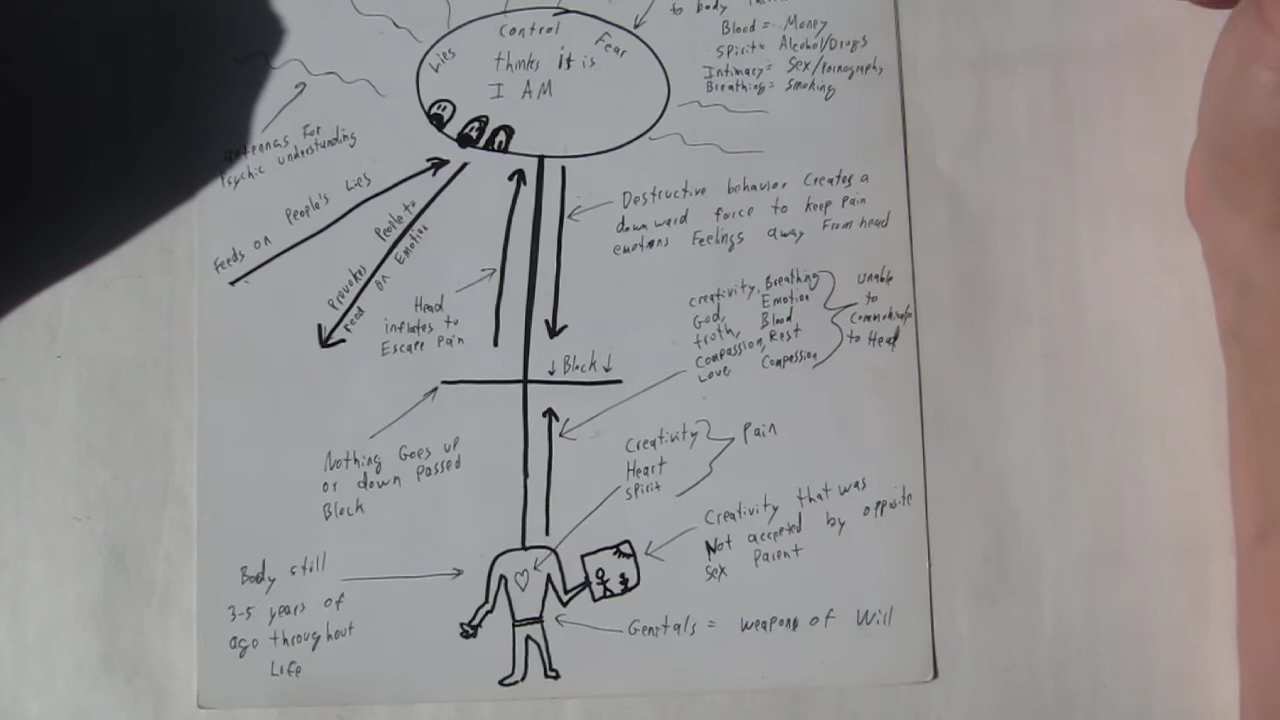 to body
Blood = Money
Spirit = Alcohol/Drugs
Intimacy = Sex/Pornography
Breathing = Smoking
Control
Lies
Fear
thinks it is
I AM
antennas For
Psychic understanding
Feeds on People's Lies
Provokes People to
Feed on Emotion
Head
inflates to
Escape pain
Destructive behavior Creates a
downward force to keep pain
emotions Feelings away From head
creativity, Breathing
God, Emotion
truth, Blood
Compassion, Rest
Love, Compassion
unable
to
to Head
↓ Block ↓
Nothing Goes up
or down passed
Block
Creativity
Heart
Spirit
Pain
Creativity that was
Not accepted by opposite
Sex Parent
Body still
3-5 years of
age throughout
Life
Genitals = weapons of Will